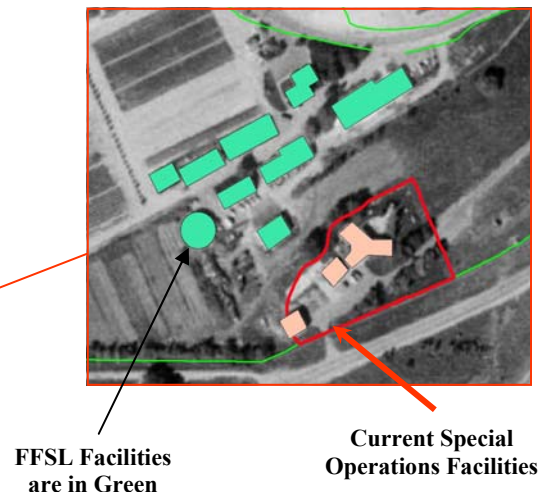 FFSL Facilities
are in Green
Current Special
Operations Facilities